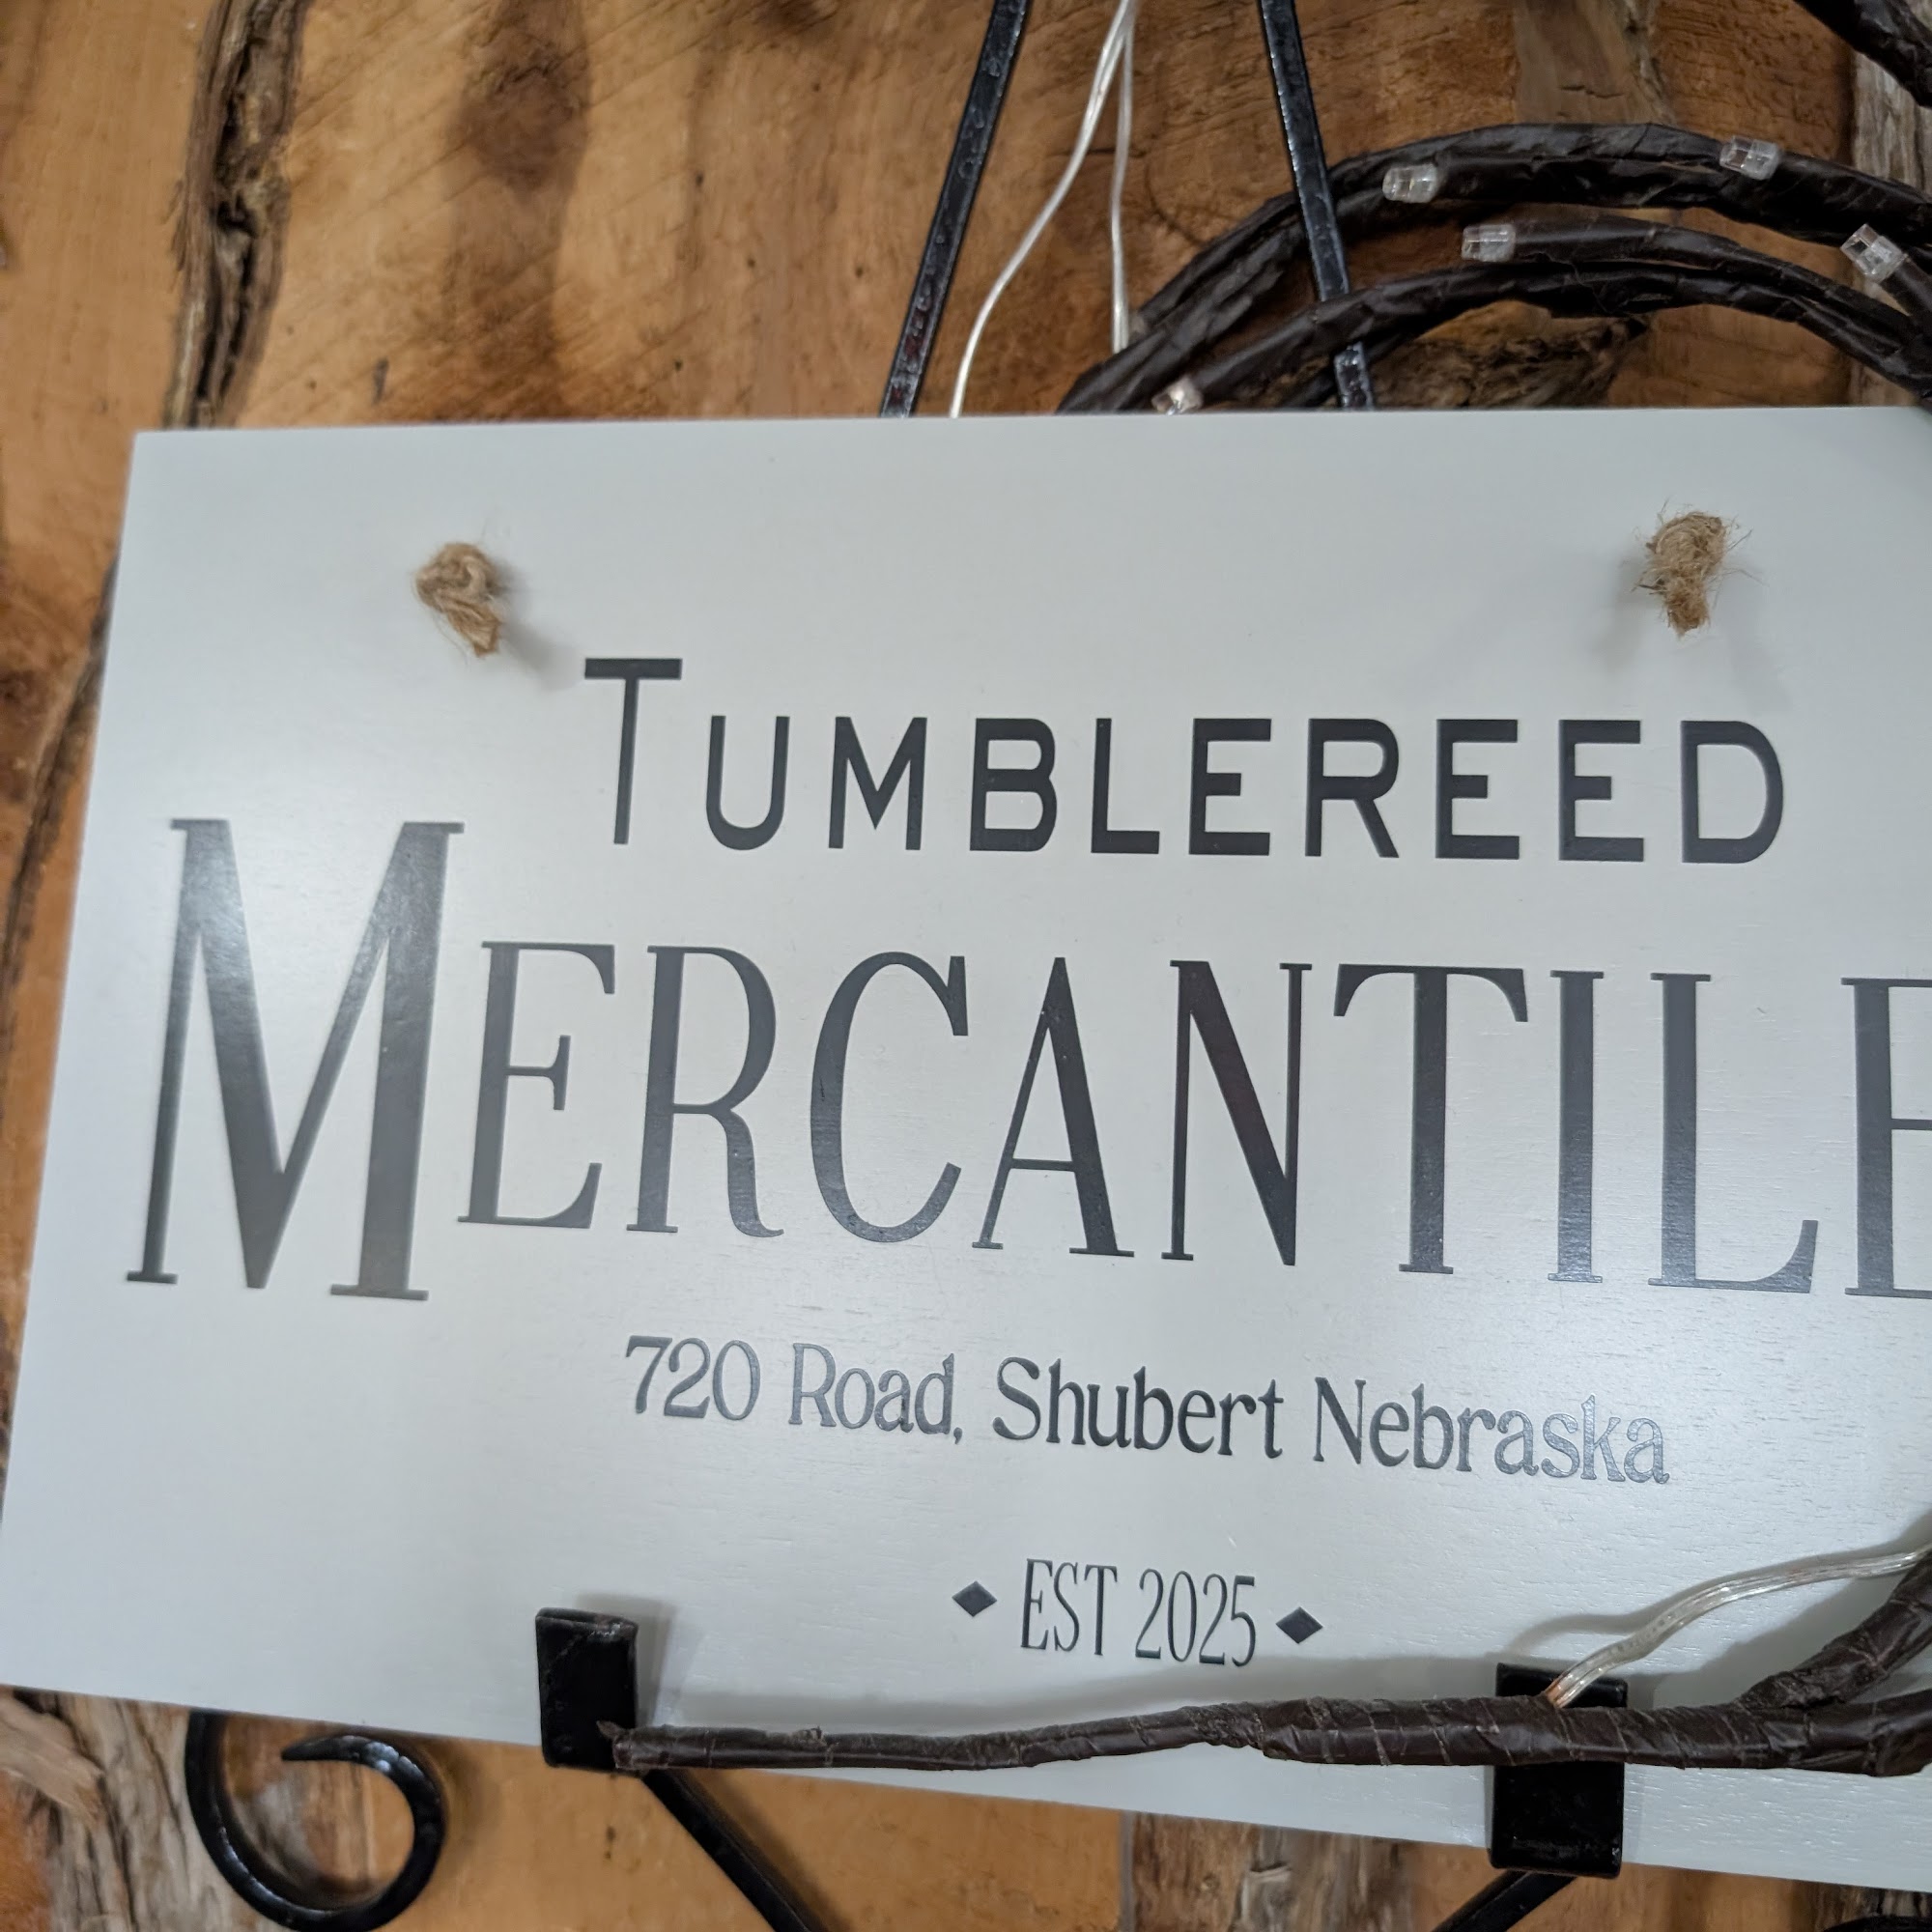 TUMBLEREED
MERCANTILE
720 Road, Shubert Nebraska
◆ EST 2025 ◆